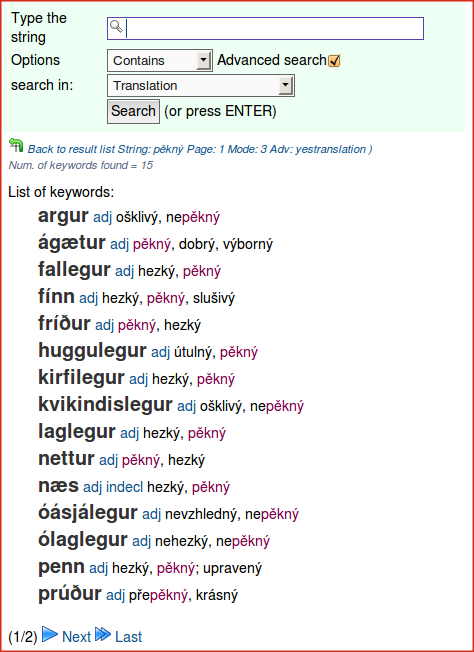 Type the
string
Options Contains Advanced search
search in: Translation
Search (or press ENTER)
Back to result list String: pěkný Page: 1 Mode: 3 Adv: yestranslation )
Num. of keywords found = 15
List of keywords:
argur adj ošklivý, nepěkný
ágætur adj pěkný, dobrý, výborný
fallegur adj hezký, pěkný
fínn adj hezký, pěkný, slušivý
fríður adj pěkný, hezký
huggulegur adj útulný, pěkný
kirfilegur adj hezký, pěkný
kvikindislegur adj ošklivý, nepěkný
laglegur adj hezký, pěkný
nettur adj pěkný, hezký
næs adj indecl hezký, pěkný
óásjálegur adj nevzhledný, nepěkný
ólaglegur adj nehezký, nepěkný
penn adj hezký, pěkný; upravený
prúður adj přepěkný, krásný
(1/2) Next Last